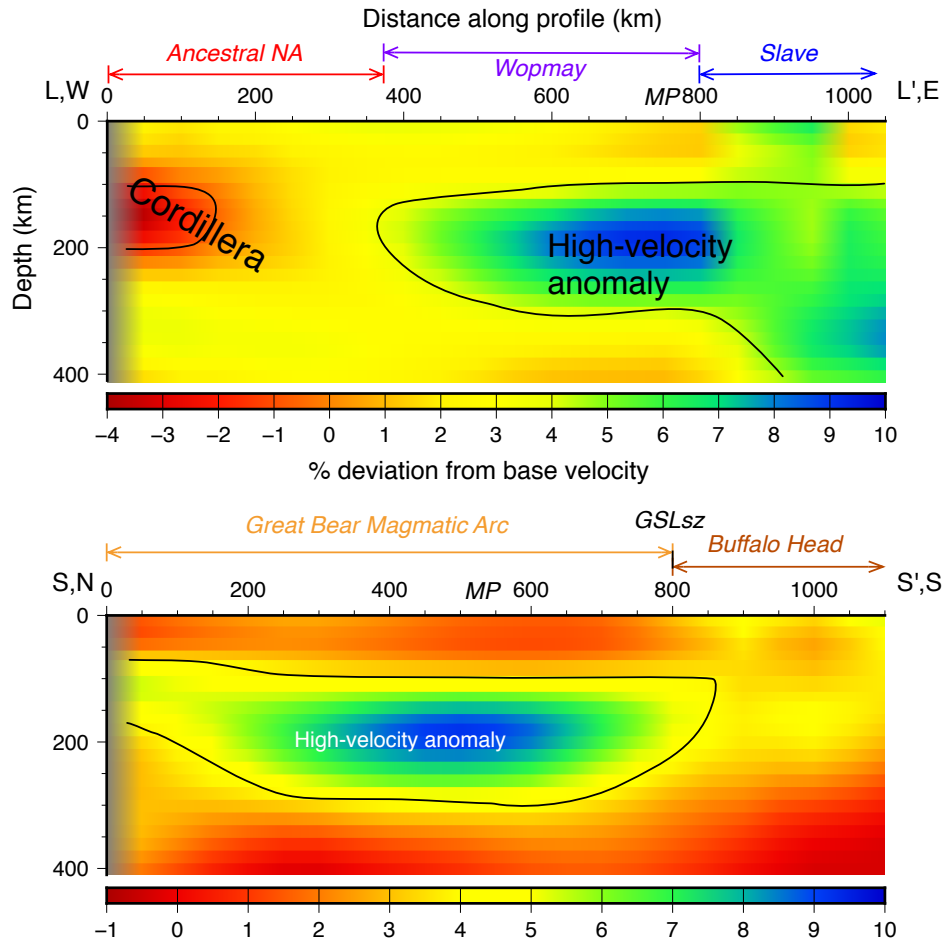 Distance along profile (km)
Ancestral NA
Wopmay
Slave
L,W
0 200 400 600 MP 800 1000
L',E
Depth (km)
0
200
400
Cordillera
High-velocity
anomaly
−4 −3 −2 −1 0 1 2 3 4 5 6 7 8 9 10
% deviation from base velocity
Great Bear Magmatic Arc
GSLsz
Buffalo Head
S,N
0 200 400 MP 600 800 1000
S',S
0
200
400
High-velocity anomaly
−1 0 1 2 3 4 5 6 7 8 9 10